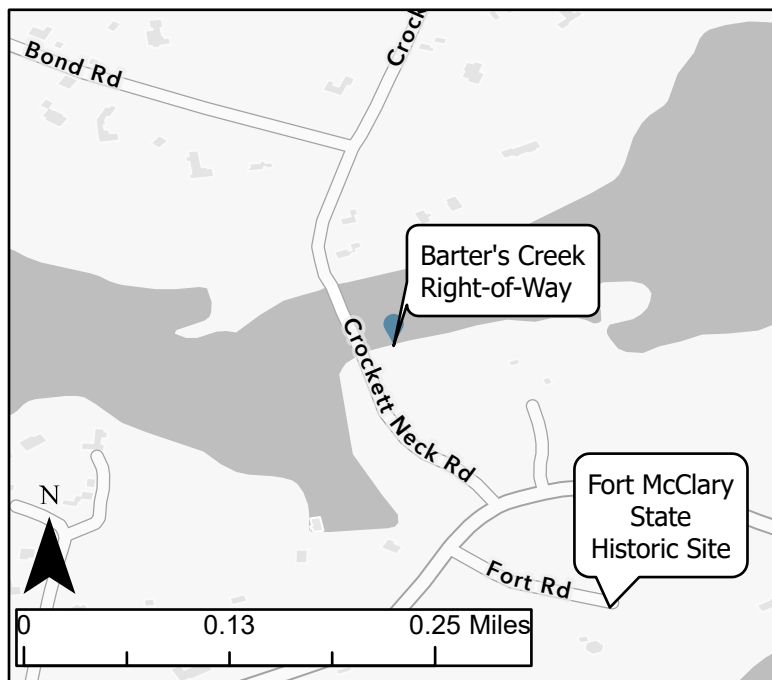 Bond Rd
Crock
Barter's Creek
Right-of-Way
Crockett Neck Rd
Fort McClary
State
Historic Site
Fort Rd
N
0 0.13 0.25 Miles